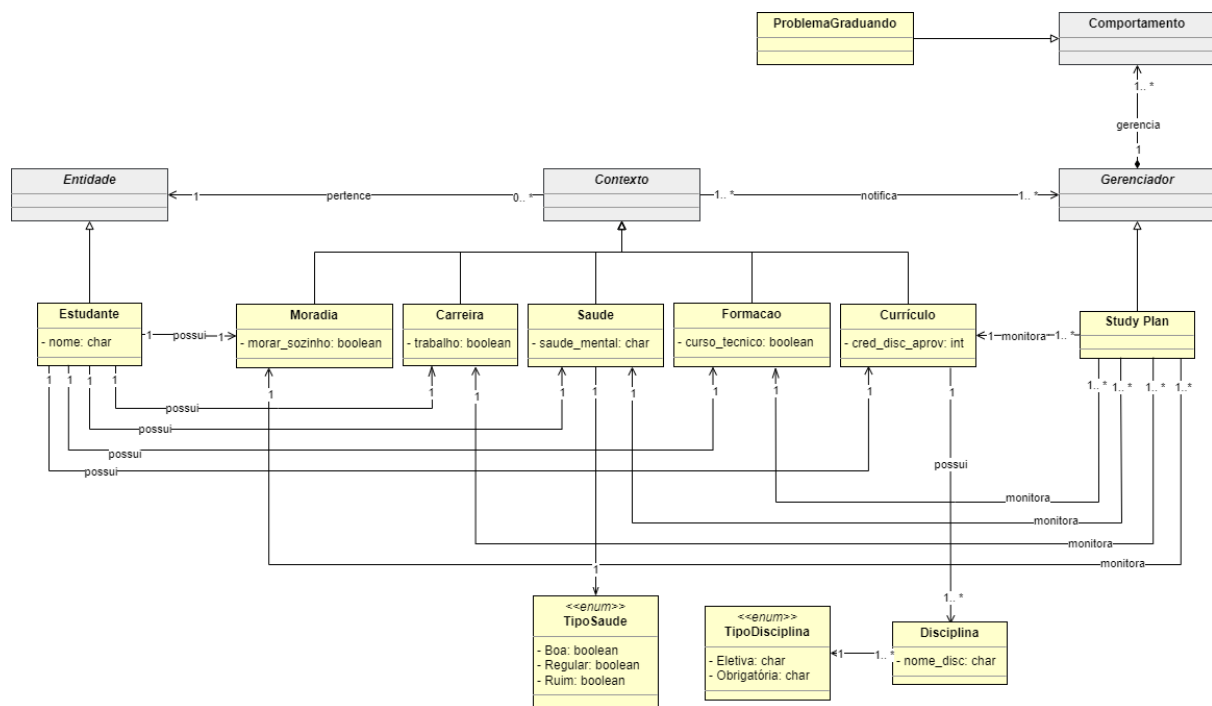 ProblemaGraduando
Comportamento
1.. *
gerencia
1
Entidade
1
pertence
0.. *
Contexto
1.. *
notifica
1.. *
Gerenciador
Estudante
- nome: char
1
possui
1
Moradia
- morar_sozinho: boolean
Carreira
- trabalho: boolean
Saude
- saude_mental: char
Formacao
- curso_tecnico: boolean
Currículo
- cred_disc_aprov: int
1
monitora
1.. *
Study Plan
1
1
1
1
1
1
1
1
1
1
1
1
1.. *
1.. *
1.. *
1..*
possui
possui
possui
possui
possui
monitora
monitora
monitora
monitora
1
1.. *
<<enum>>
TipoSaude
- Boa: boolean
- Regular: boolean
- Ruim: boolean
<<enum>>
TipoDisciplina
- Eletiva: char
- Obrigatória: char
1
1.. *
Disciplina
- nome_disc: char